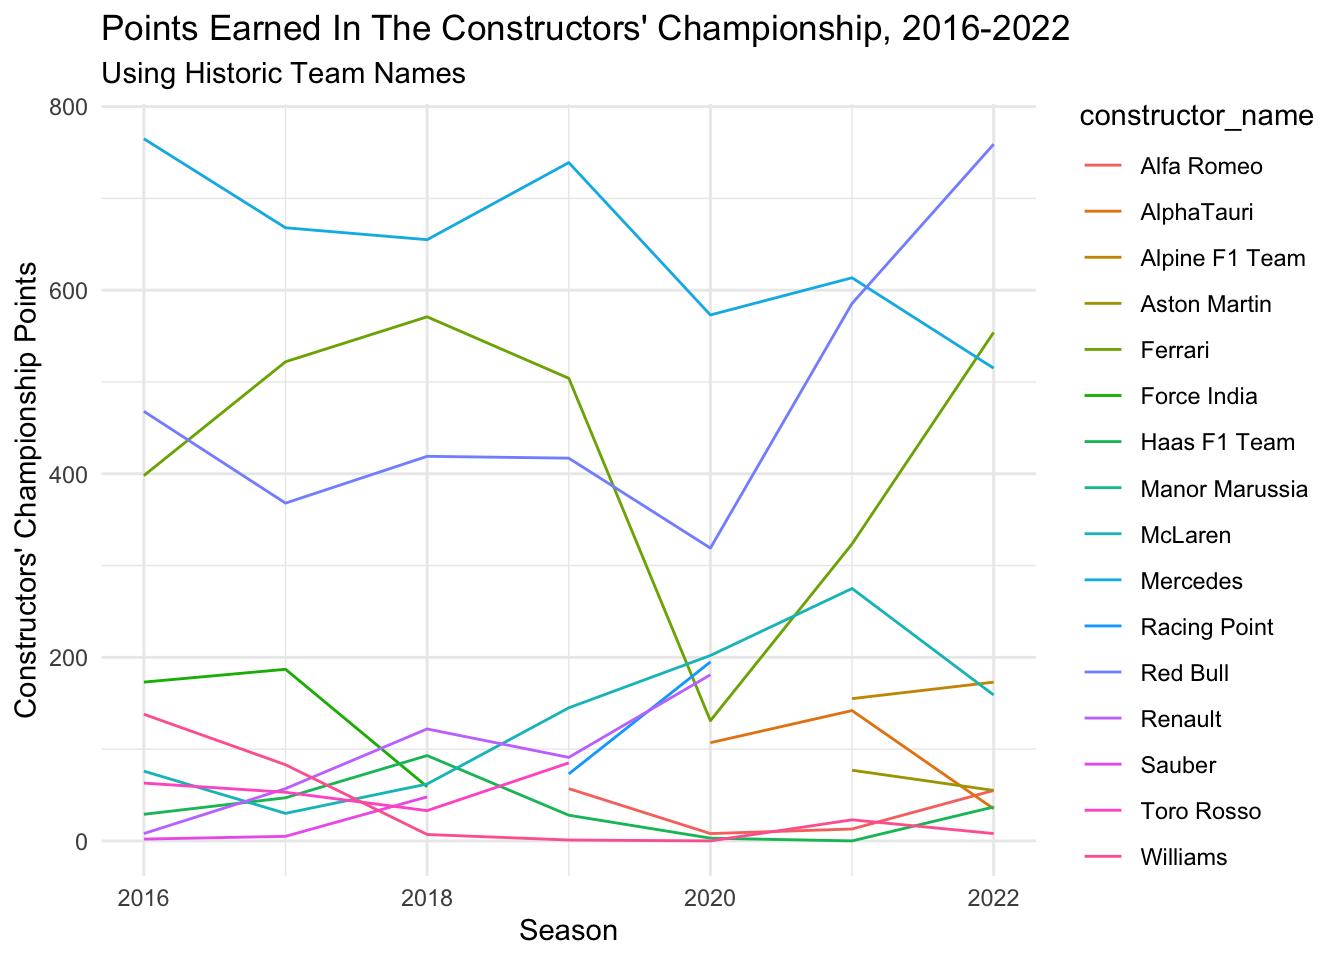 Points Earned In The Constructors' Championship, 2016-2022
Using Historic Team Names
Constructors' Championship Points
800
600
400
200
0
2016
2018
2020
2022
Season
constructor_name
Alfa Romeo
AlphaTauri
Alpine F1 Team
Aston Martin
Ferrari
Force India
Haas F1 Team
Manor Marussia
McLaren
Mercedes
Racing Point
Red Bull
Renault
Sauber
Toro Rosso
Williams